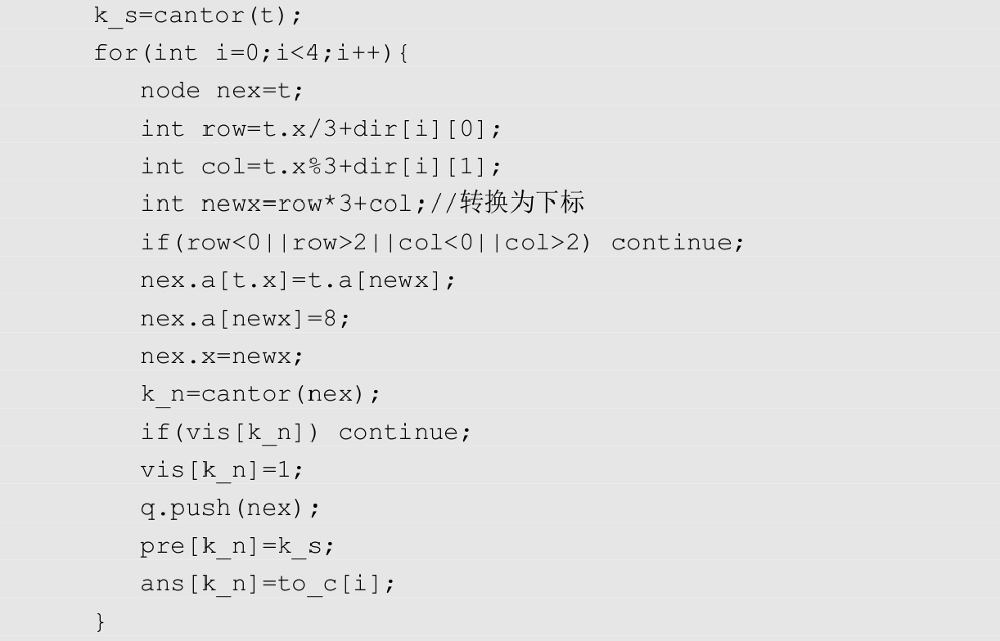 k_s=cantor(t);
for(int i=0;i<4;i++){
node nex=t;
int row=t.x/3+dir[i][0];
int col=t.x%3+dir[i][1];
int newx=row*3+col;//转换为下标
if(row<0||row>2||col<0||col>2) continue;
nex.a[t.x]=t.a[newx];
nex.a[newx]=8;
nex.x=newx;
k_n=cantor(nex);
if(vis[k_n]) continue;
vis[k_n]=1;
q.push(nex);
pre[k_n]=k_s;
ans[k_n]=to_c[i];
}